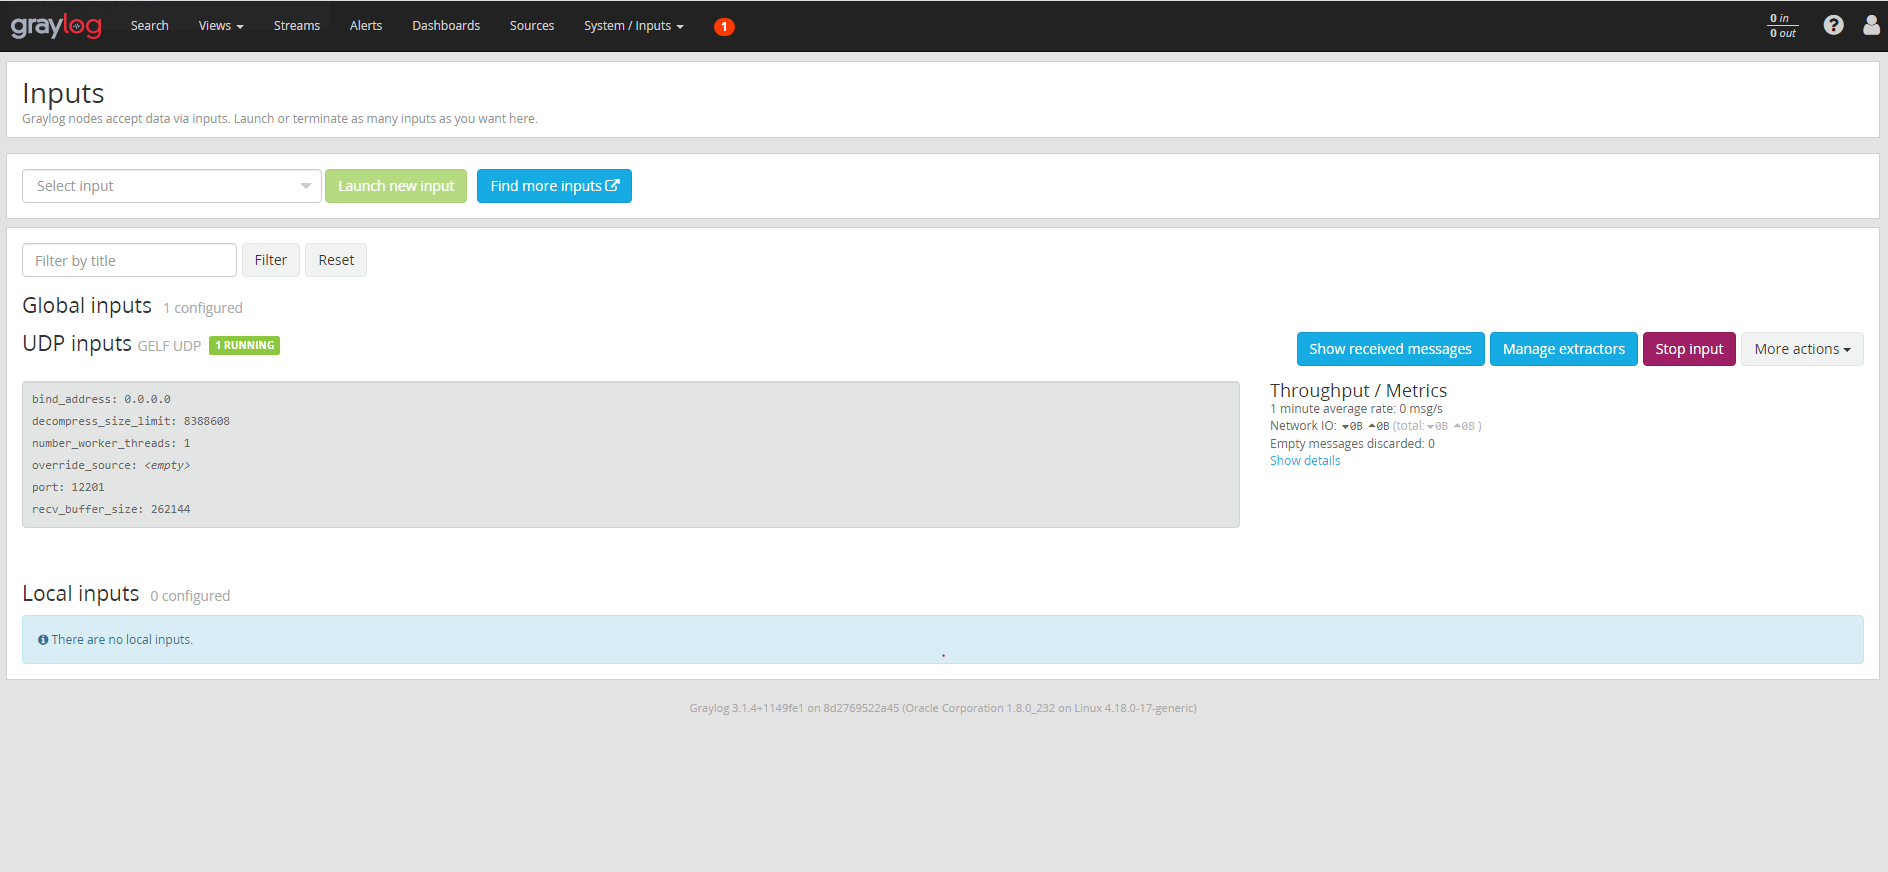 graylog Search Views Streams Alerts Dashboards Sources System / Inputs 1 0 in
0 out
Inputs
Graylog nodes accept data via inputs. Launch or terminate as many inputs as you want here.
Select input Launch new input Find more inputs
Filter by title Filter Reset
Global inputs 1 configured
UDP inputs GELF UDP 1 RUNNING Show received messages Manage extractors Stop input More actions
bind_address: 0.0.0.0
decompress_size_limit: 8388608
number_worker_threads: 1
override_source: <empty>
port: 12201
recv_buffer_size: 262144
Throughput / Metrics
1 minute average rate: 0 msg/s
Network IO: 0B 0B (total: 0B 0B )
Empty messages discarded: 0
Show details
Local inputs 0 configured
There are no local inputs.
Graylog 3.1.4+1149fe1 on 8d2769522a45 (Oracle Corporation 1.8.0_232 on Linux 4.18.0-17-generic)